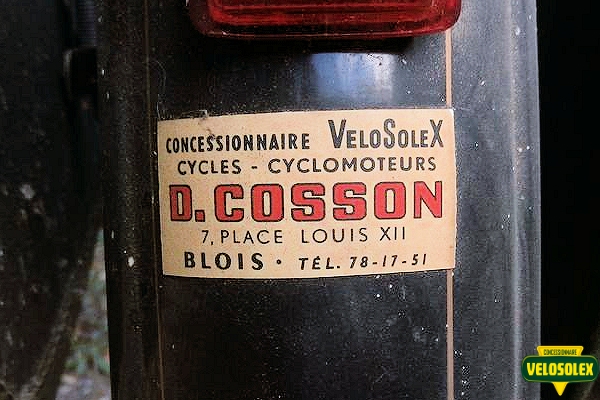 CONCESSIONNAIRE VELOSOLEX
CYCLES - CYCLOMOTEURS
D. COSSON
7, PLACE LOUIS XII
BLOIS • TÉL. 78-17-51
CONCESSIONNAIRE
VELOSOLEX